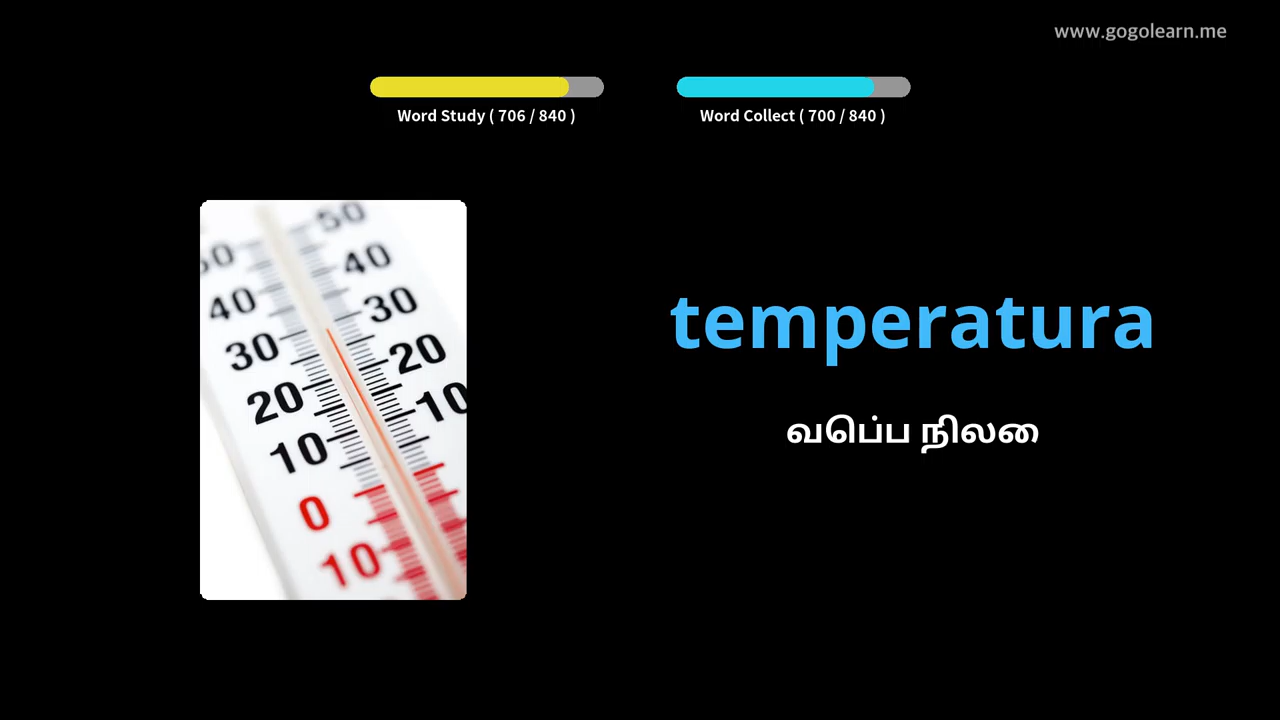 www.gogolearn.me
Word Study ( 706 / 840 )
Word Collect ( 700 / 840 )
50
50
40
40
30
30
20
20
10
10
0
10
temperatura
வெப்ப நிலை